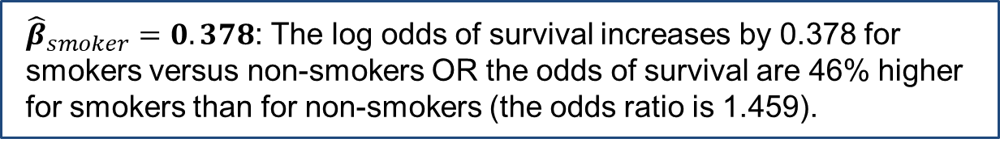 β̂smoker = 0.378: The log odds of survival increases by 0.378 for
smokers versus non-smokers OR the odds of survival are 46% higher
for smokers than for non-smokers (the odds ratio is 1.459).